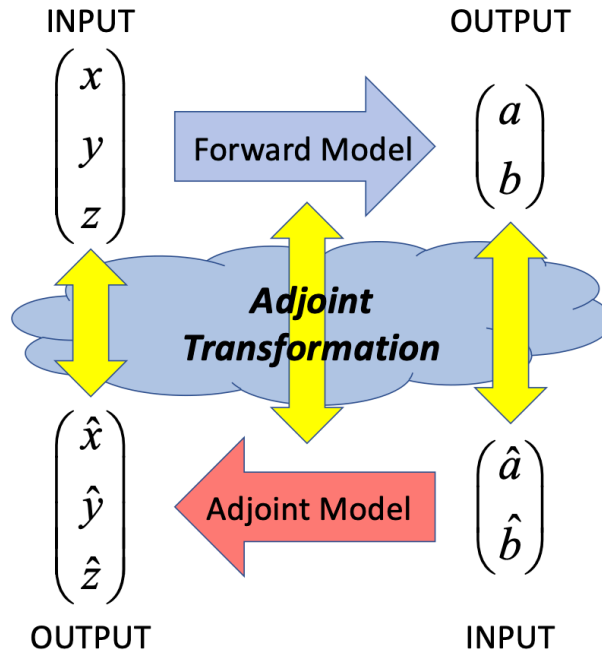 INPUT
OUTPUT
x
y
z
Forward Model
a
b
Adjoint
Transformation
x̂
ŷ
ẑ
Adjoint Model
â
b̂
OUTPUT
INPUT